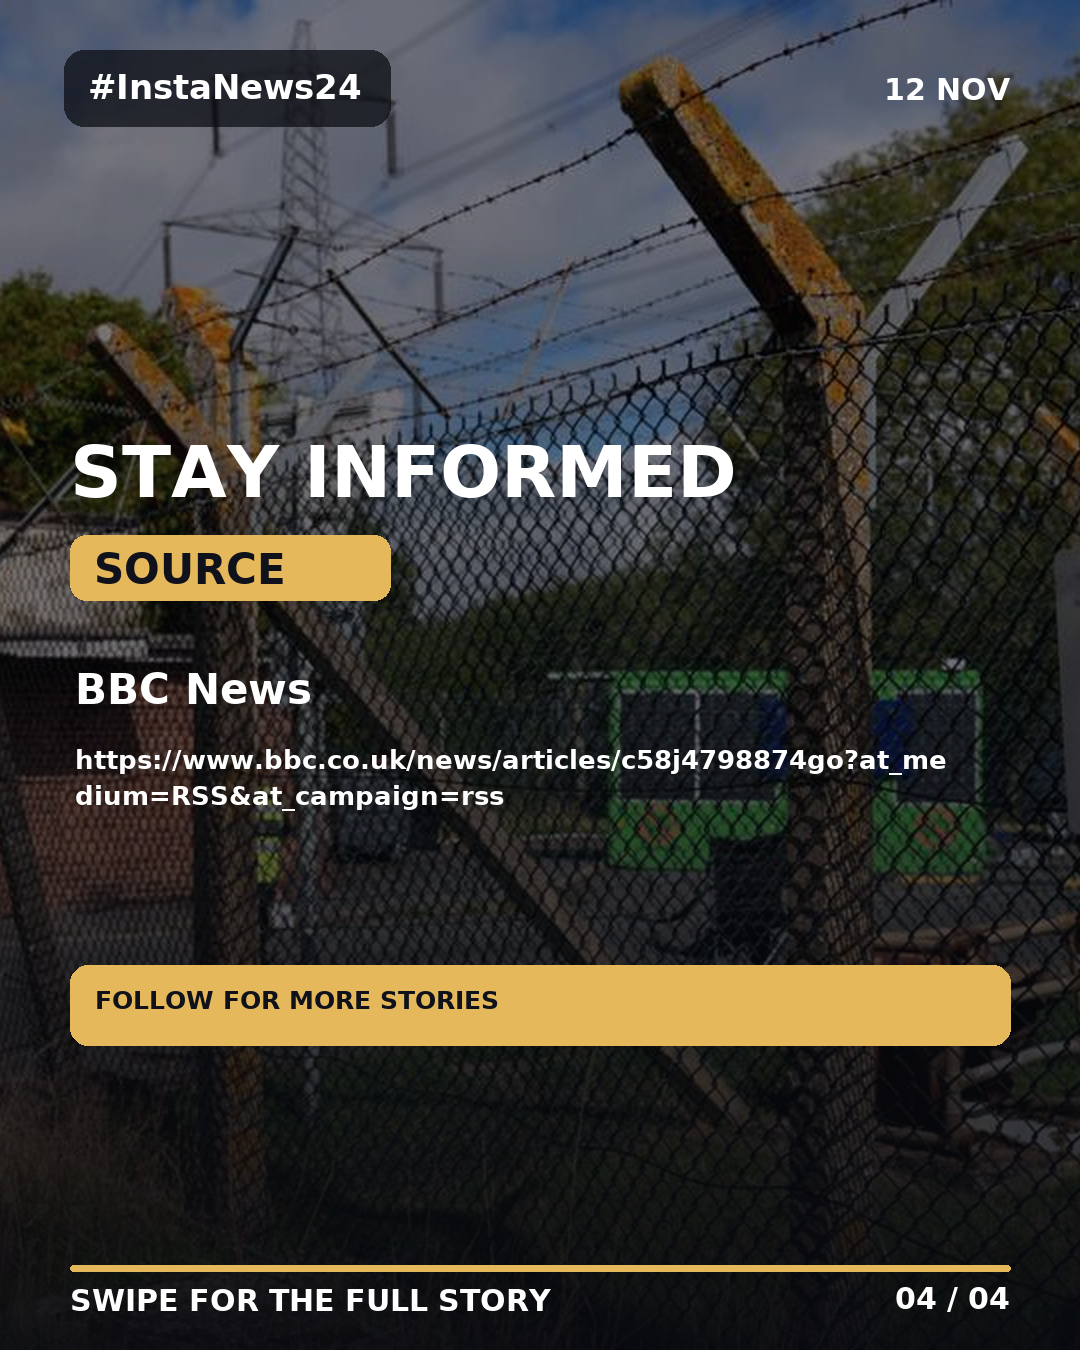 #InstaNews24
12 NOV
STAY INFORMED
SOURCE
BBC News
https://www.bbc.co.uk/news/articles/c58j4798874go?at_me
dium=RSS&at_campaign=rss
FOLLOW FOR MORE STORIES
SWIPE FOR THE FULL STORY
04 / 04